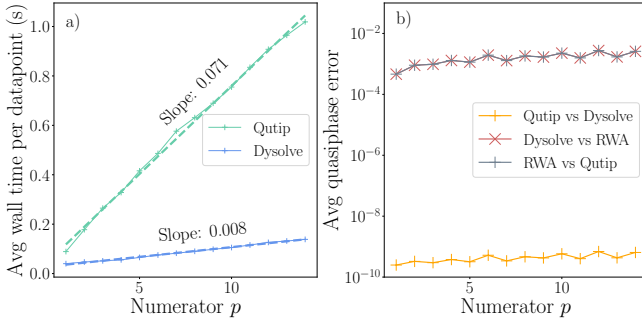 a)
Avg wall time per datapoint (s)
1.0
0.8
0.6
0.4
0.2
0.0
Slope: 0.071
Qutip
Dysolve
Slope: 0.008
5
10
Numerator p
b)
Avg quasiphase error
10⁻²
10⁻⁴
10⁻⁶
10⁻⁸
10⁻¹⁰
Qutip vs Dysolve
Dysolve vs RWA
RWA vs Qutip
5
10
Numerator p